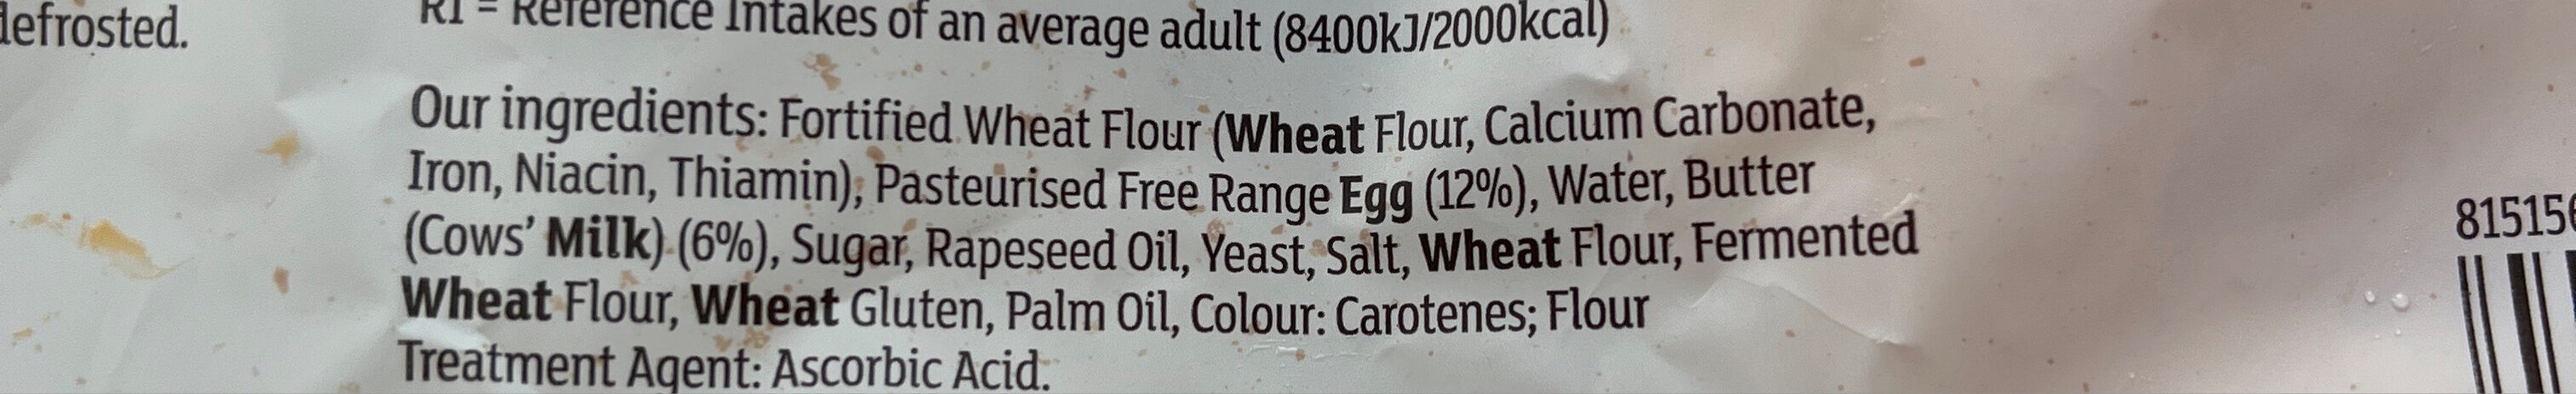 defrosted.
RI = Reference Intakes of an average adult (8400kJ/2000kcal)
Our ingredients: Fortified Wheat Flour (Wheat Flour, Calcium Carbonate,
Iron, Niacin, Thiamin), Pasteurised Free Range Egg (12%), Water, Butter
(Cows’ Milk) (6%), Sugar, Rapeseed Oil, Yeast, Salt, Wheat Flour, Fermented
Wheat Flour, Wheat Gluten, Palm Oil, Colour: Carotenes; Flour
Treatment Agent: Ascorbic Acid.
81515